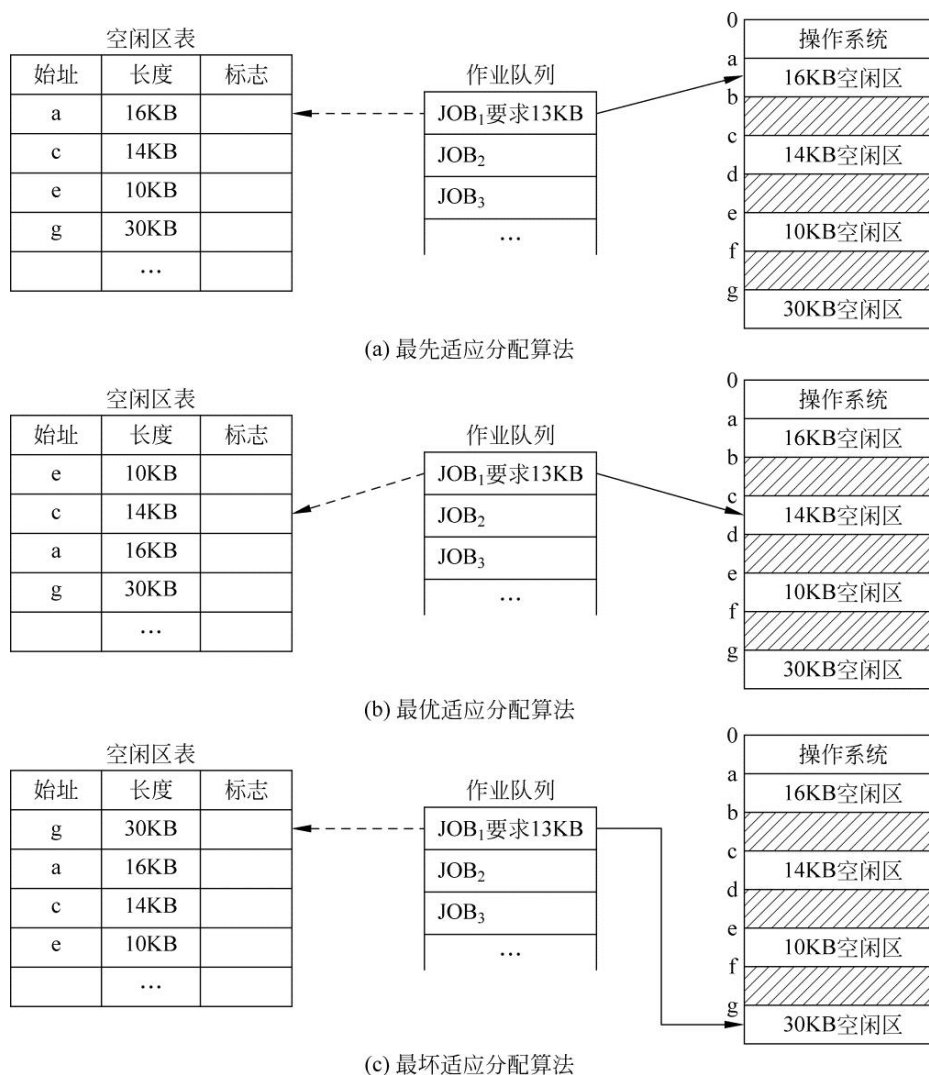 空闲区表
始址 长度 标志
a 16KB
c 14KB
e 10KB
g 30KB
…
作业队列
JOB₁要求13KB
JOB₂
JOB₃
…
0
操作系统
a
16KB空闲区
b
c
14KB空闲区
d
e
10KB空闲区
f
g
30KB空闲区
(a) 最先适应分配算法
空闲区表
始址 长度 标志
e 10KB
c 14KB
a 16KB
g 30KB
…
作业队列
JOB₁要求13KB
JOB₂
JOB₃
…
0
操作系统
a
16KB空闲区
b
c
14KB空闲区
d
e
10KB空闲区
f
g
30KB空闲区
(b) 最优适应分配算法
空闲区表
始址 长度 标志
g 30KB
a 16KB
c 14KB
e 10KB
…
作业队列
JOB₁要求13KB
JOB₂
JOB₃
…
0
操作系统
a
16KB空闲区
b
c
14KB空闲区
d
e
10KB空闲区
f
g
30KB空闲区
(c) 最坏适应分配算法